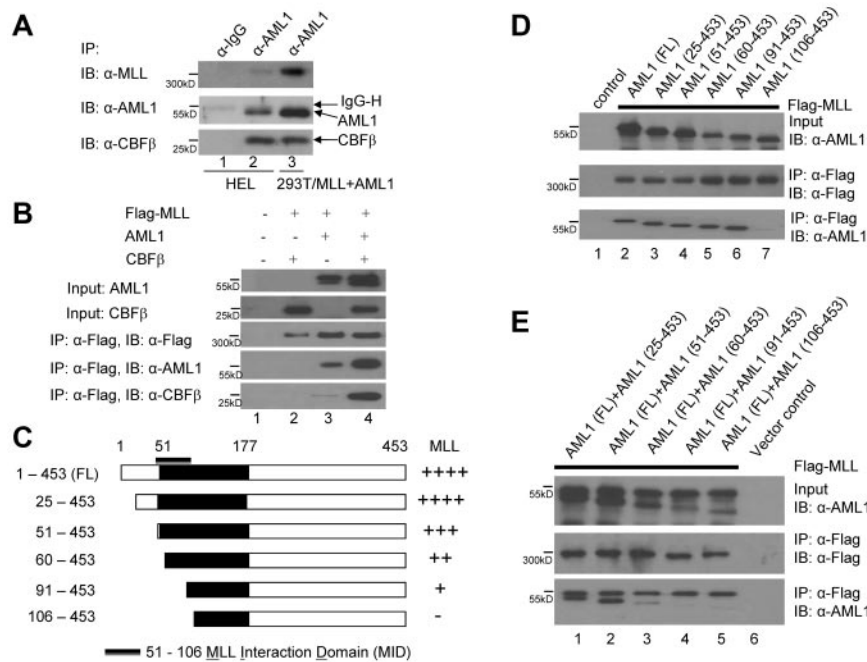 A
IP:
α-IgG
α-AML1
α-AML1
IB: α-MLL
300kD
IB: α-AML1
55kD
IgG-H
AML1
IB: α-CBFβ
25kD
CBFβ
1 2 3
HEL 293T/MLL+AML1
B
Flag-MLL - + + +
AML1 - - + +
CBFβ - + - +
Input: AML1
55kD
Input: CBFβ
25kD
IP: α-Flag, IB: α-Flag
300kD
IP: α-Flag, IB: α-AML1
55kD
IP: α-Flag, IB: α-CBFβ
25kD
1 2 3 4
C
1 51 177 453 MLL
1 – 453 (FL) ++++
25 – 453 ++++
51 – 453 +++
60 – 453 ++
91 – 453 +
106 – 453 -
51 - 106 MLL Interaction Domain (MID)
D
control
AML1 (FL)
AML1 (25-453)
AML1 (51-453)
AML1 (60-453)
AML1 (91-453)
AML1 (106-453)
Flag-MLL
55kD
Input
IB: α-AML1
300kD
IP: α-Flag
IB: α-Flag
55kD
IP: α-Flag
IB: α-AML1
1 2 3 4 5 6 7
E
AML1 (FL)+AML1 (25-453)
AML1 (FL)+AML1 (51-453)
AML1 (FL)+AML1 (60-453)
AML1 (FL)+AML1 (91-453)
AML1 (FL)+AML1 (106-453)
Vector control
Flag-MLL
55kD
Input
IB: α-AML1
300kD
IP: α-Flag
IB: α-Flag
55kD
IP: α-Flag
IB: α-AML1
1 2 3 4 5 6